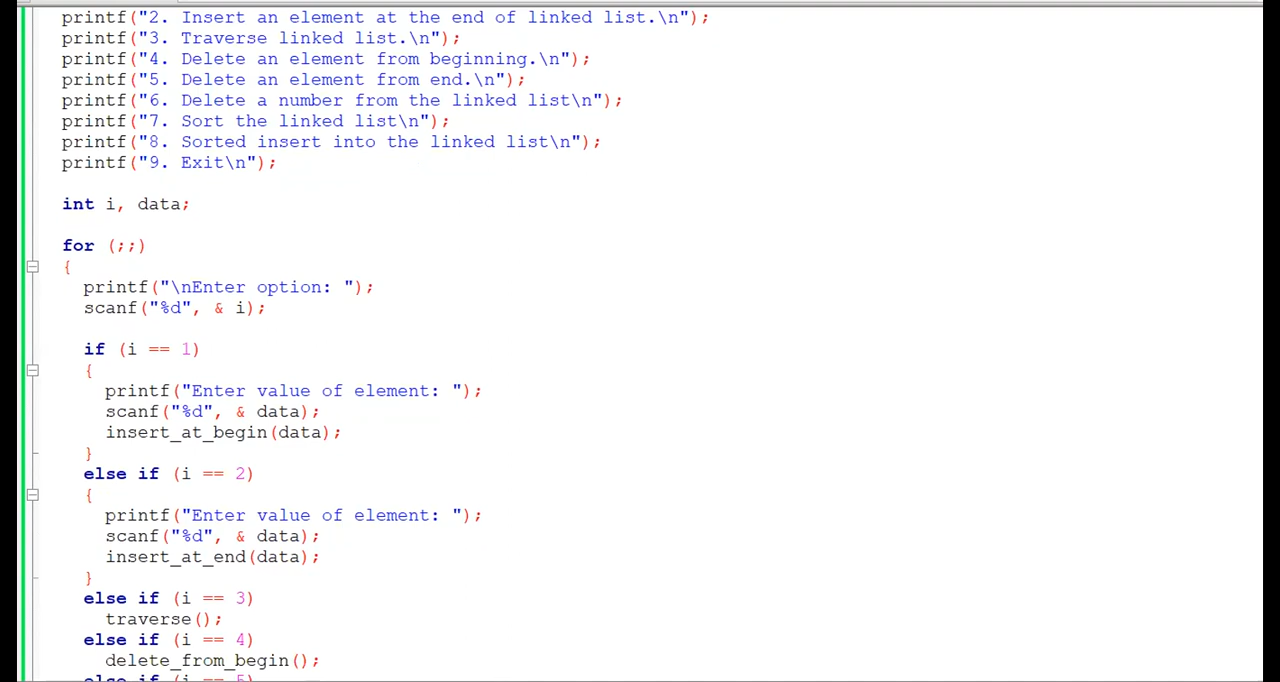 printf("2. Insert an element at the end of linked list.\n");
printf("3. Traverse linked list.\n");
printf("4. Delete an element from beginning.\n");
printf("5. Delete an element from end.\n");
printf("6. Delete a number from the linked list\n");
printf("7. Sort the linked list\n");
printf("8. Sorted insert into the linked list\n");
printf("9. Exit\n");
int i, data;
for (;;)
{
printf("\nEnter option: ");
scanf("%d", & i);
if (i == 1)
{
printf("Enter value of element: ");
scanf("%d", & data);
insert_at_begin(data);
}
else if (i == 2)
{
printf("Enter value of element: ");
scanf("%d", & data);
insert_at_end(data);
}
else if (i == 3)
traverse();
else if (i == 4)
delete_from_begin();
else if (i == 5)